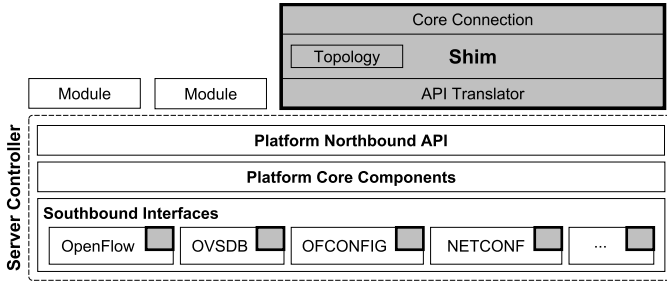 Core Connection
Topology
Shim
Module
Module
API Translator
Server Controller
Platform Northbound API
Platform Core Components
Southbound Interfaces
OpenFlow
OVSDB
OFCONFIG
NETCONF
...